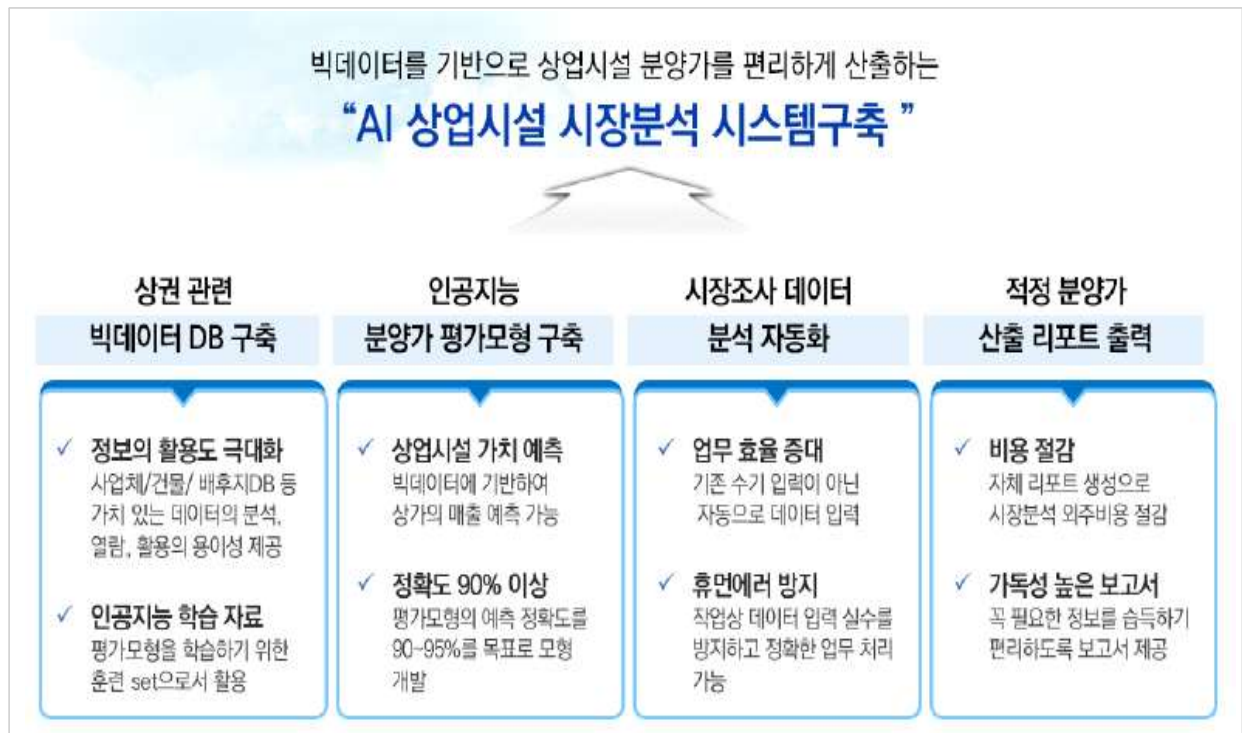 빅데이터를 기반으로 상업시설 분양가를 편리하게 산출하는
“AI 상업시설 시장분석 시스템구축 ”
상권 관련
빅데이터 DB 구축
✓ 정보의 활용도 극대화
사업체/건물/ 배후지DB 등
가치 있는 데이터의 분석,
열람, 활용의 용이성 제공
✓ 인공지능 학습 자료
평가모형을 학습하기 위한
훈련 set으로서 활용
인공지능
분양가 평가모형 구축
✓ 상업시설 가치 예측
빅데이터에 기반하여
상가의 매출 예측 가능
✓ 정확도 90% 이상
평가모형의 예측 정확도를
90~95%를 목표로 모형
개발
시장조사 데이터
분석 자동화
✓ 업무 효율 증대
기존 수기 입력이 아닌
자동으로 데이터 입력
✓ 휴먼에러 방지
작업상 데이터 입력 실수를
방지하고 정확한 업무 처리
가능
적정 분양가
산출 리포트 출력
✓ 비용 절감
자체 리포트 생성으로
시장분석 외주비용 절감
✓ 가독성 높은 보고서
꼭 필요한 정보를 습득하기
편리하도록 보고서 제공